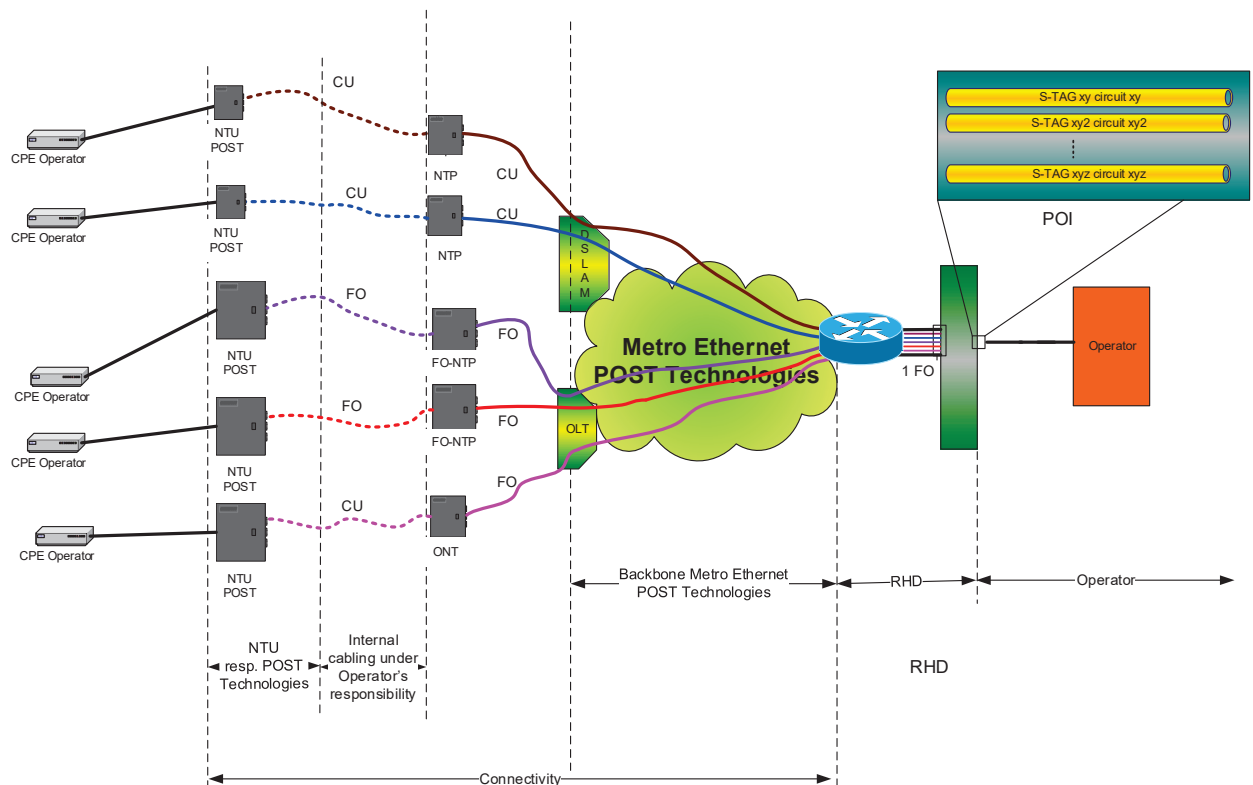 CU
S-TAG xy circuit xy
S-TAG xy2 circuit xy2
S-TAG xyz circuit xyz
POI
CPE Operator
NTU
POST
NTP
CU
CU
CPE Operator
NTU
POST
NTP
CU
DSLAM
FO
CPE Operator
NTU
POST
FO-NTP
FO
Metro Ethernet
POST Technologies
1 FO
Operator
FO
CPE Operator
NTU
POST
FO-NTP
FO
OLT
CU
FO
CPE Operator
NTU
POST
ONT
Backbone Metro Ethernet
POST Technologies
RHD
Operator
NTU
resp. POST
Technologies
Internal
cabling under
Operator's
responsibility
RHD
Connectivity